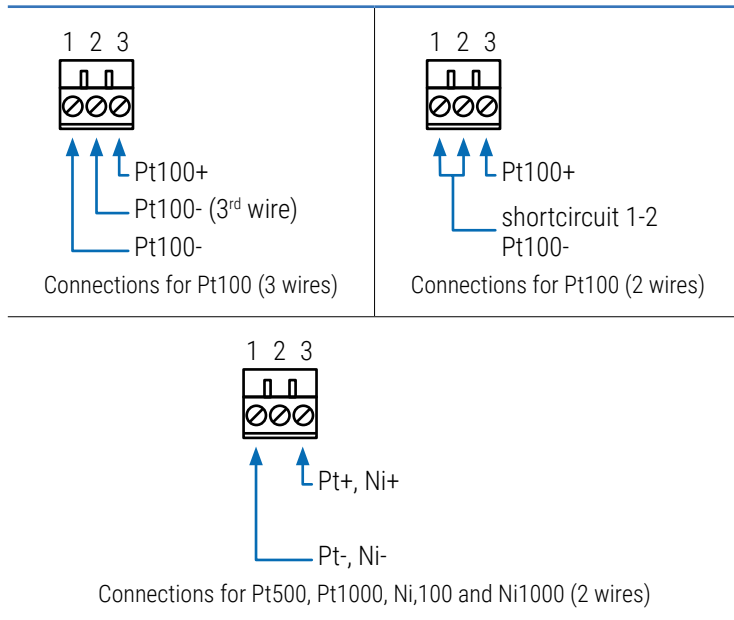 1 2 3
Pt100+
Pt100- (3rd wire)
Pt100-
Connections for Pt100 (3 wires)
1 2 3
Pt100+
shortcircuit 1-2
Pt100-
Connections for Pt100 (2 wires)
1 2 3
Pt+, Ni+
Pt-, Ni-
Connections for Pt500, Pt1000, Ni,100 and Ni1000 (2 wires)